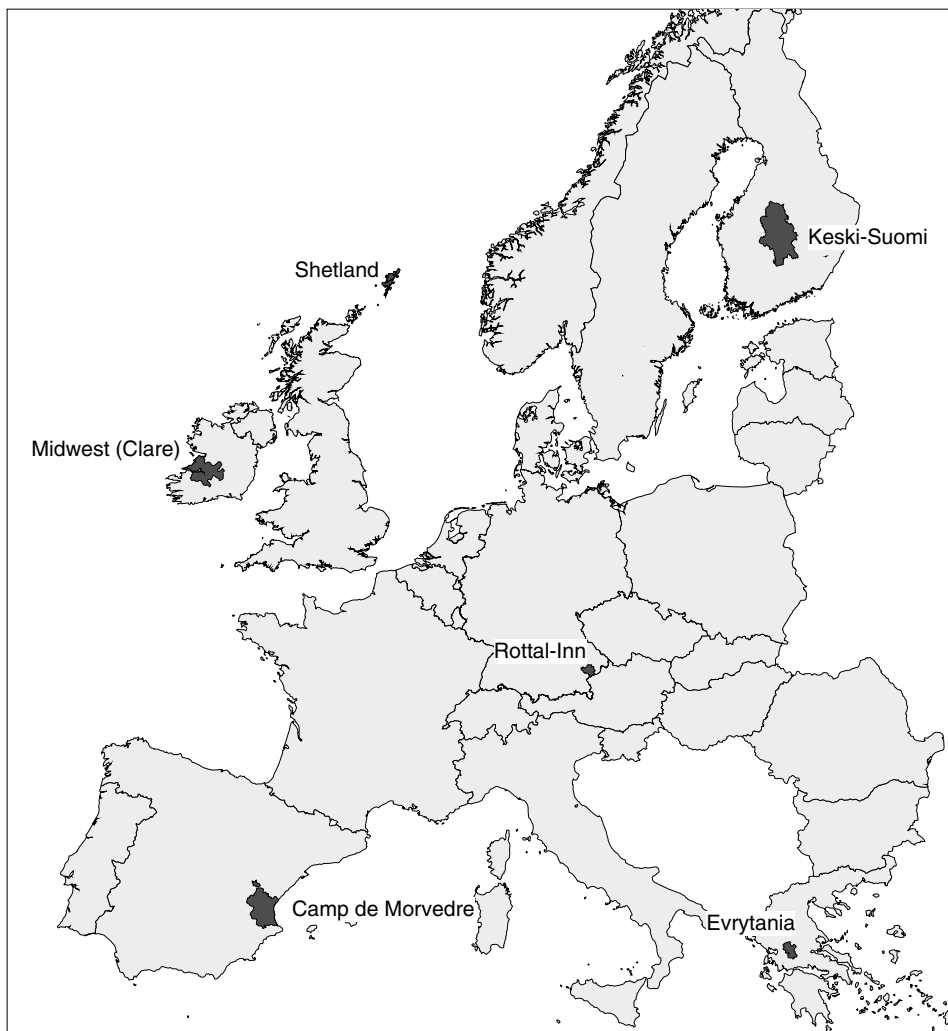 Keski-Suomi
Shetland
Midwest (Clare)
Rottal-Inn
Camp de Morvedre
Evrytania